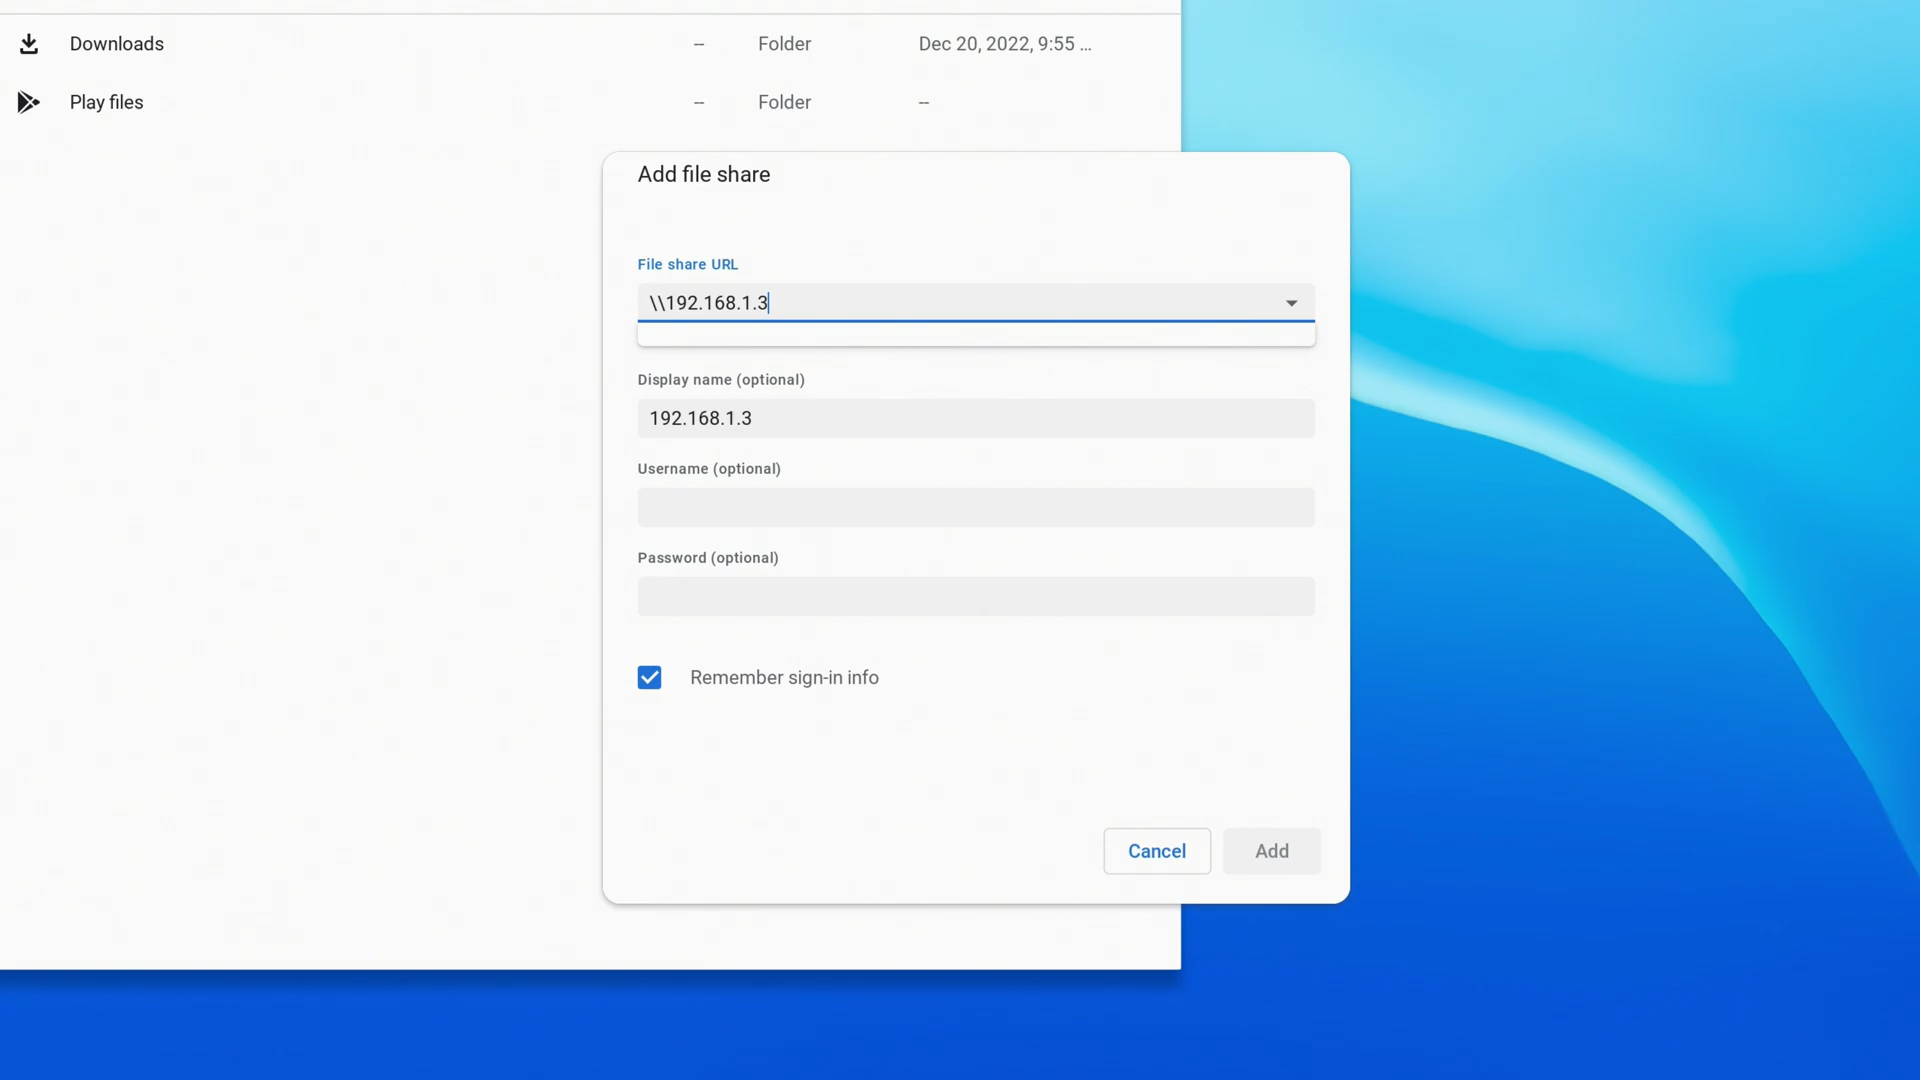 Downloads -- Folder Dec 20, 2022, 9:55 ...
Play files -- Folder --
Add file share
File share URL
\\192.168.1.3
Display name (optional)
192.168.1.3
Username (optional)
Password (optional)
Remember sign-in info
Cancel Add